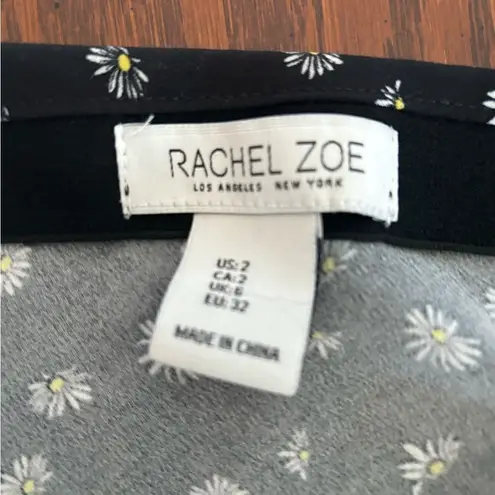 RACHEL ZOE
LOS ANGELES NEW YORK
US: 2
CA: 2
UK: 6
EU: 32
MADE IN CHINA